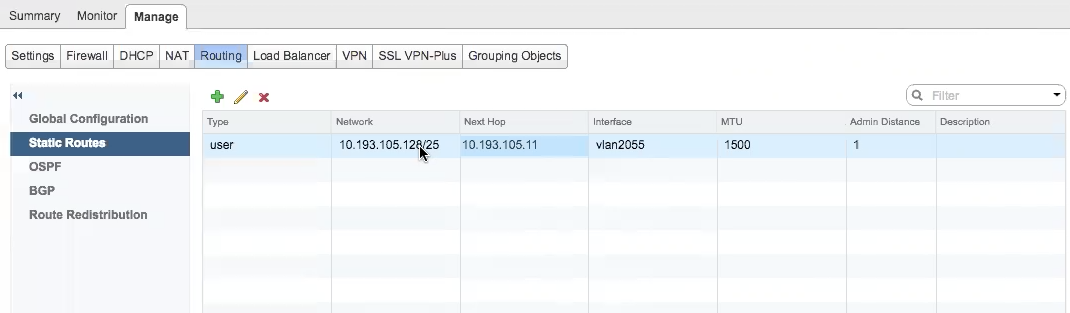 Summary Monitor Manage
Settings Firewall DHCP NAT Routing Load Balancer VPN SSL VPN-Plus Grouping Objects
Filter
Global Configuration
Static Routes
OSPF
BGP
Route Redistribution
Type Network Next Hop Interface MTU Admin Distance Description
user 10.193.105.128/25 10.193.105.11 vlan2055 1500 1